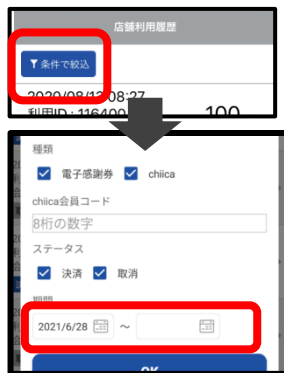 店舗利用履歴
条件で絞込
2020/08/13 08:27
利用ID : 116400
100
種類
電子感謝券 chiica
chiica会員コード
8桁の数字
ステータス
決済 取消
期間
2021/6/28 ~
OK